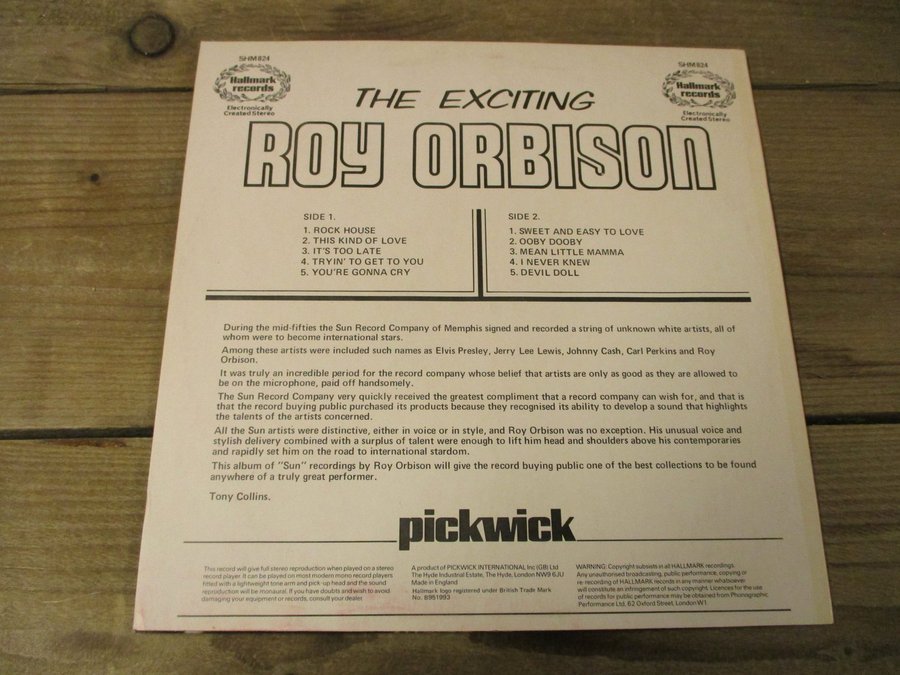 SHM 824
Hallmark
records
Electronically
Created Stereo
SHM 824
Hallmark
records
Electronically
Created Stereo
THE EXCITING
ROY ORBISON
SIDE 1.
1. ROCK HOUSE
2. THIS KIND OF LOVE
3. IT'S TOO LATE
4. TRYIN' TO GET TO YOU
5. YOU'RE GONNA CRY
SIDE 2.
1. SWEET AND EASY TO LOVE
2. OOBY DOOBY
3. MEAN LITTLE MAMMA
4. I NEVER KNEW
5. DEVIL DOLL
During the mid-fifties the Sun Record Company of Memphis signed and recorded a string of unknown white artists, all of
whom were to become international stars.
Among these artists were included such names as Elvis Presley, Jerry Lee Lewis, Johnny Cash, Carl Perkins and Roy
Orbison.
It was truly an incredible period for the record company whose belief that artists are only as good as they are allowed to
be on the microphone, paid off handsomely.
The Sun Record Company very quickly received the greatest compliment that a record company can wish for, and that is
that the record buying public purchased its products because they recognised its ability to develop a sound that highlights
the talents of the artists concerned.
All the Sun artists were distinctive, either in voice or in style, and Roy Orbison was no exception. His unusual voice and
stylish delivery combined with a surplus of talent were enough to lift him head and shoulders above his contemporaries
and rapidly set him on the road to international stardom.
This album of "Sun" recordings by Roy Orbison will give the record buying public one of the best collections to be found
anywhere of a truly great performer.
Tony Collins.
pickwick
This record will give full stereo reproduction when played on a stereo
record player. It can be played on most modern mono record players
fitted with a lightweight tone arm and pick-up head and the sound
reproduction will be monaural. If you have doubts and wish to avoid
damaging your equipment or records, consult your dealer.
A product of PICKWICK INTERNATIONAL Inc (GB) Ltd
The Hyde Industrial Estate, The Hyde, London NW9 6JU
Made in England
Hallmark logo registered under British Trade Mark
No. 8951993
WARNING: Copyright subsists in all HALLMARK recordings.
Any unauthorised broadcasting, public performance, copying or
re-recording of HALLMARK records in any manner whatsoever
will constitute an infringement of such copyright. Licences for the use
of records for public performance may be obtained from Phonographic
Performance Ltd, 62 Oxford Street, London W1